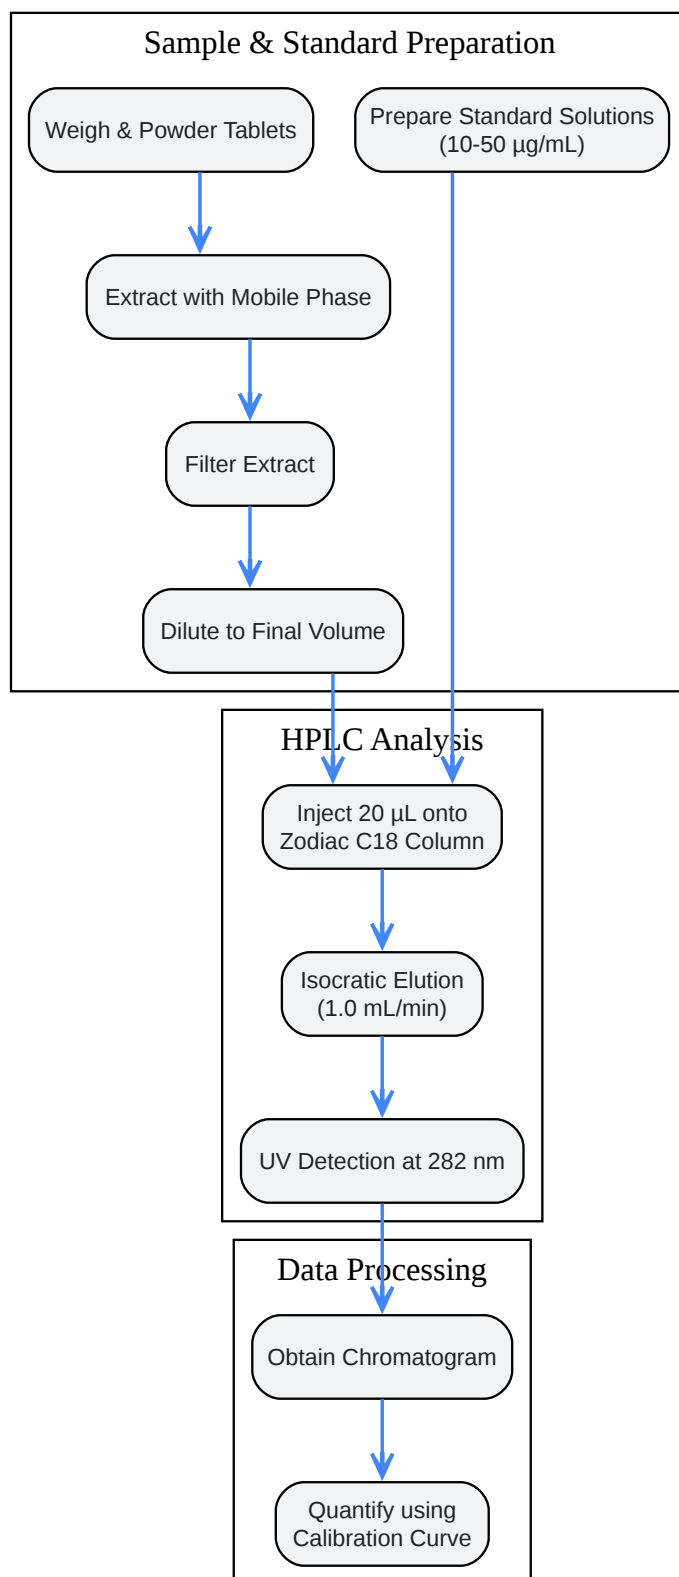 Sample & Standard Preparation
Weigh & Powder Tablets
Prepare Standard Solutions
(10-50 µg/mL)
Extract with Mobile Phase
Filter Extract
Dilute to Final Volume
HPLC Analysis
Inject 20 µL onto
Zodiac C18 Column
Isocratic Elution
(1.0 mL/min)
UV Detection at 282 nm
Data Processing
Obtain Chromatogram
Quantify using
Calibration Curve